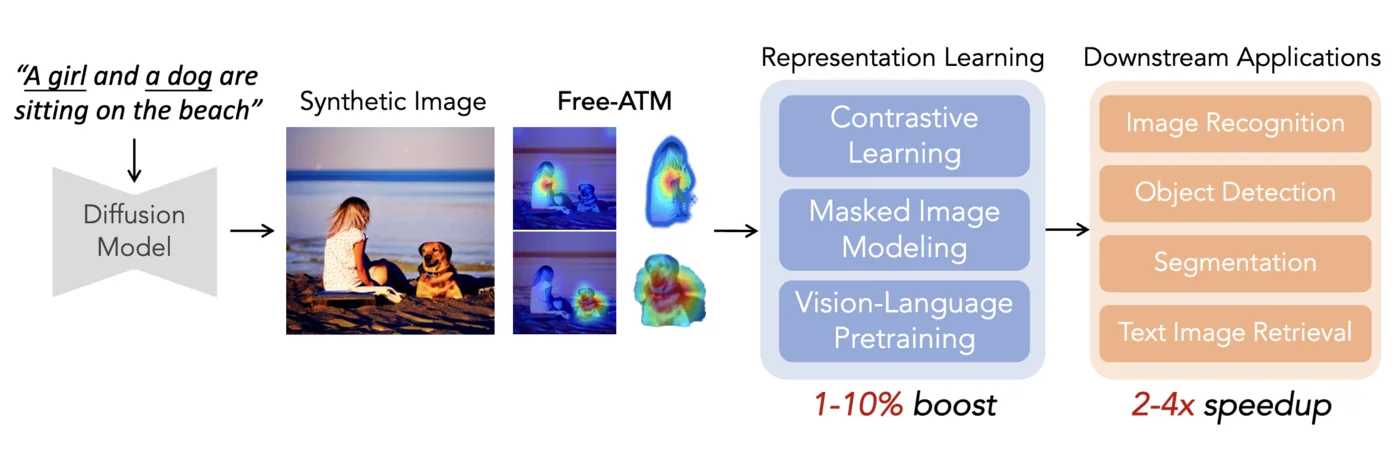 “A girl and a dog are
sitting on the beach”
Diffusion
Model
Synthetic Image
Free-ATM
Representation Learning
Contrastive
Learning
Masked Image
Modeling
Vision-Language
Pretraining
1-10% boost
Downstream Applications
Image Recognition
Object Detection
Segmentation
Text Image Retrieval
2-4x speedup